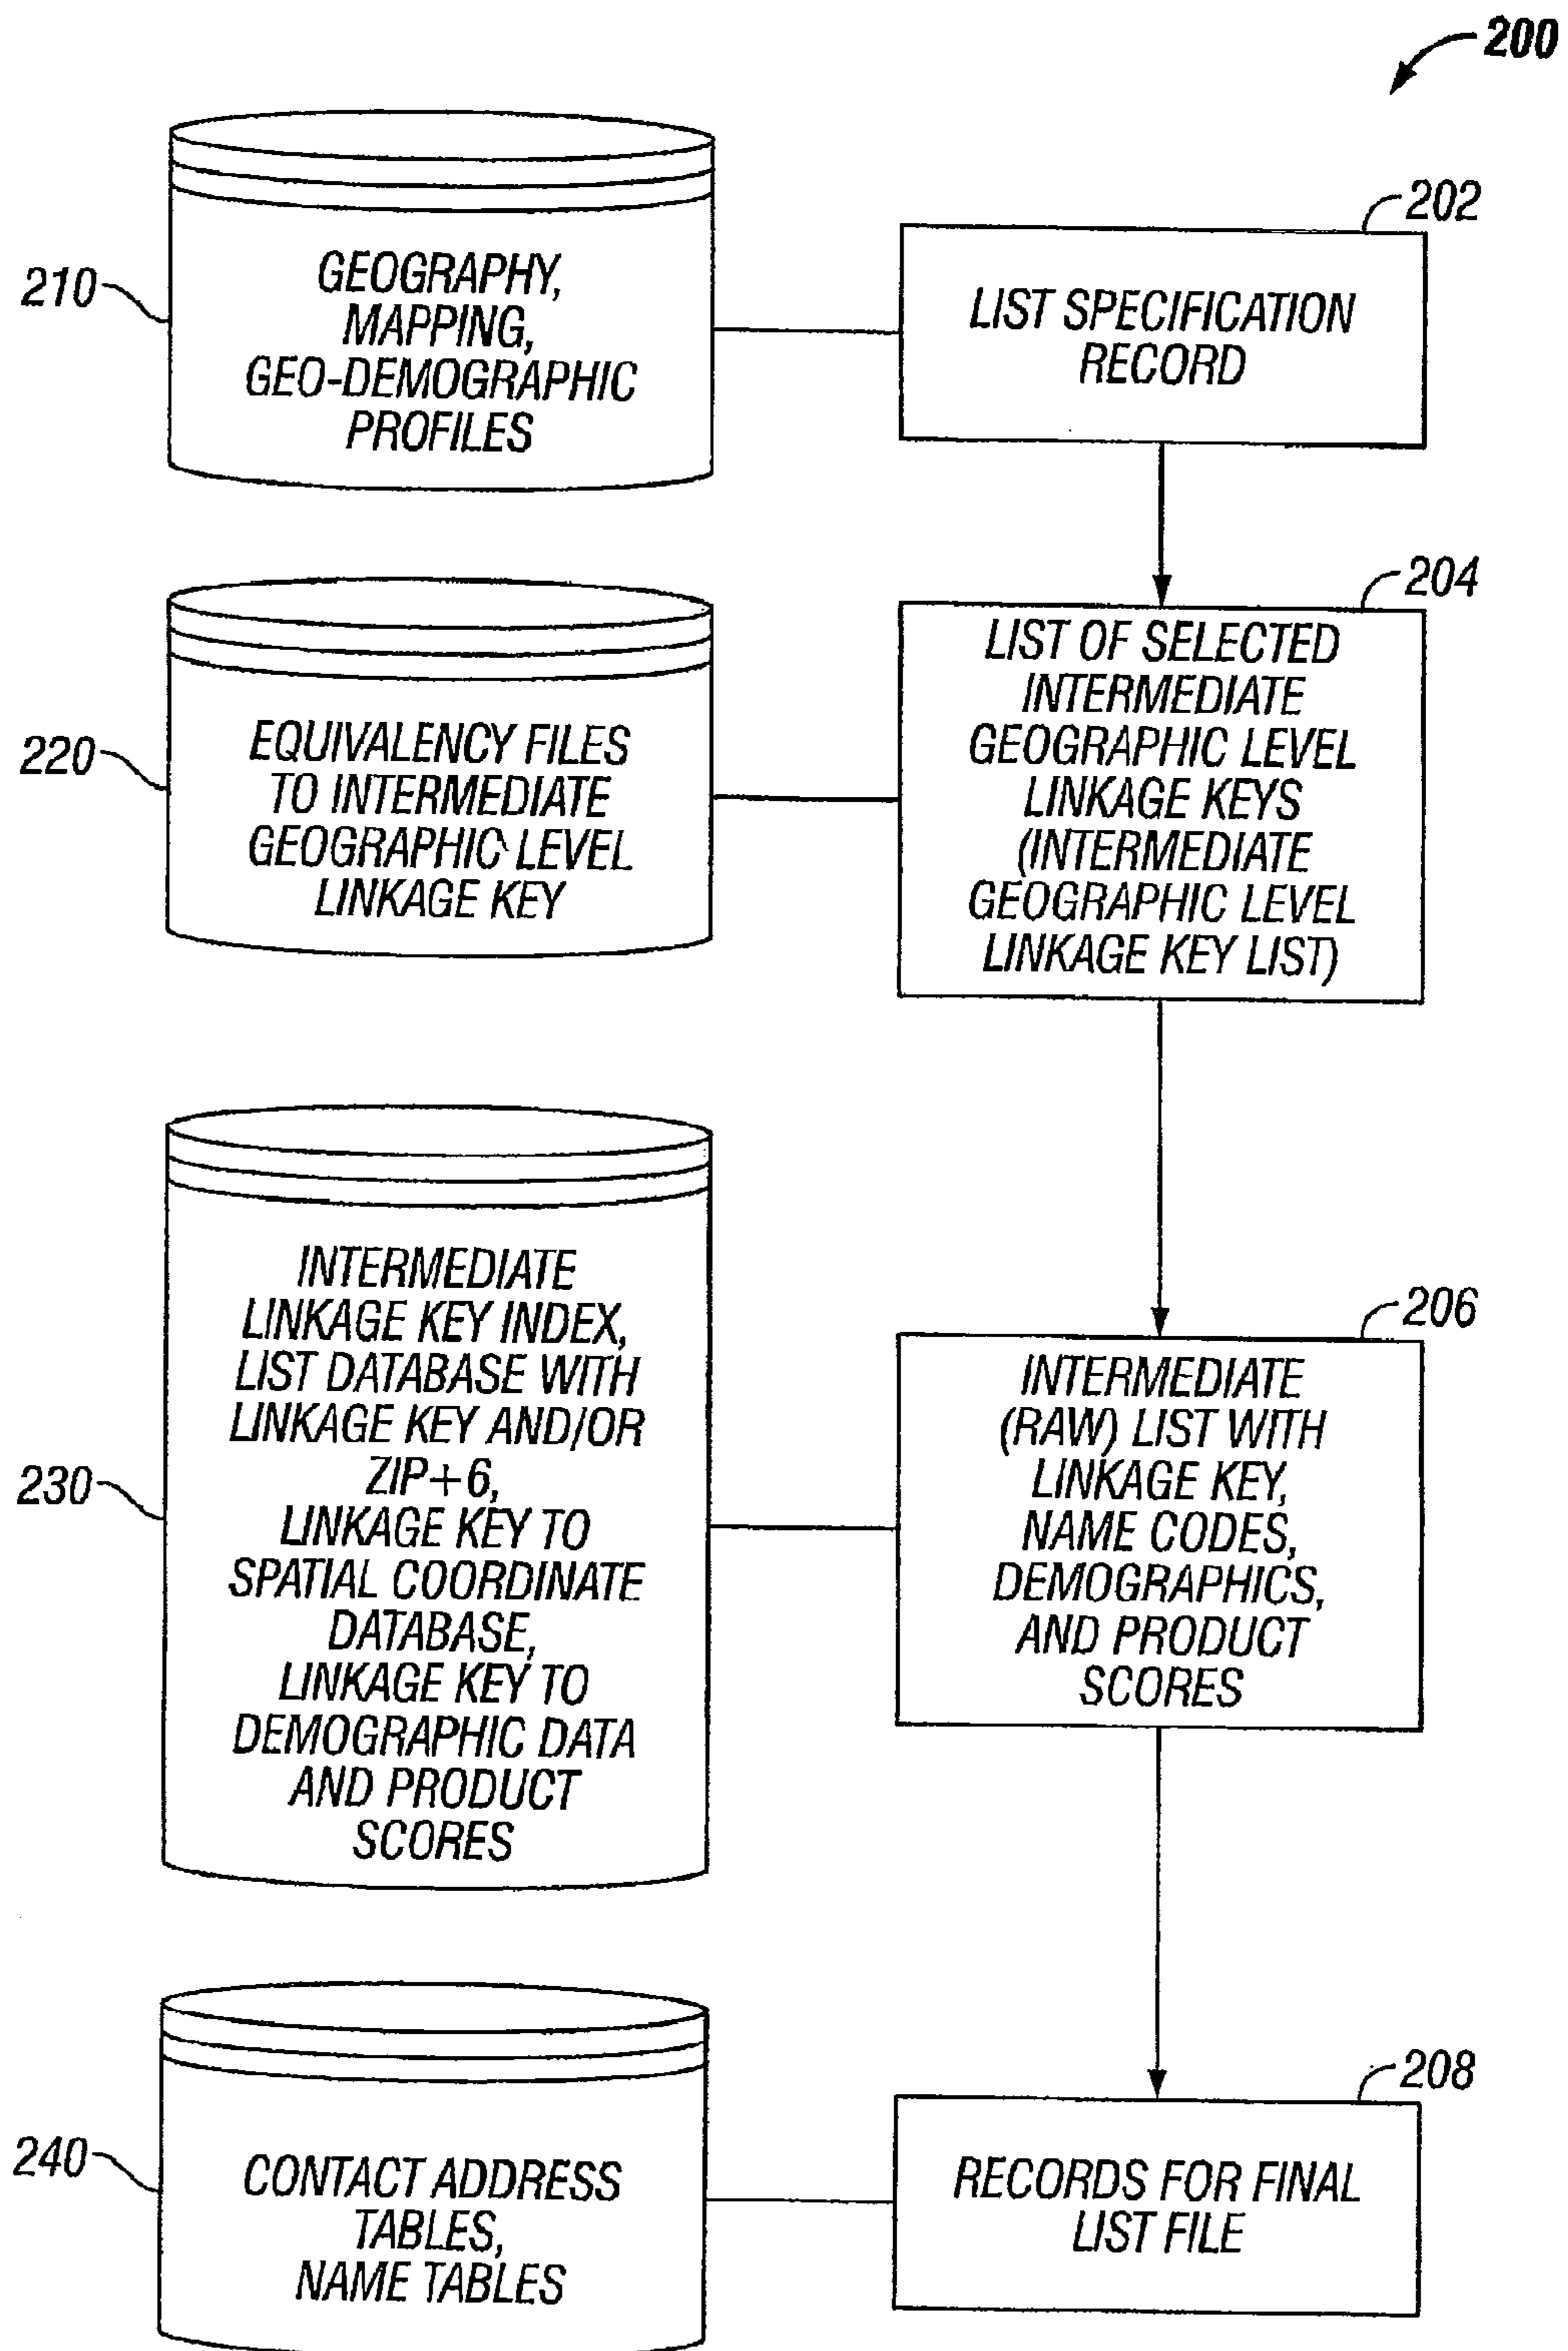 200
210
GEOGRAPHY,
MAPPING,
GEO-DEMOGRAPHIC
PROFILES
202
LIST SPECIFICATION
RECORD
220
EQUIVALENCY FILES
TO INTERMEDIATE
GEOGRAPHIC LEVEL
LINKAGE KEY
204
LIST OF SELECTED
INTERMEDIATE
GEOGRAPHIC LEVEL
LINKAGE KEYS
(INTERMEDIATE
GEOGRAPHIC LEVEL
LINKAGE KEY LIST)
230
INTERMEDIATE
LINKAGE KEY INDEX,
LIST DATABASE WITH
LINKAGE KEY AND/OR
ZIP+6,
LINKAGE KEY TO
SPATIAL COORDINATE
DATABASE,
LINKAGE KEY TO
DEMOGRAPHIC DATA
AND PRODUCT
SCORES
206
INTERMEDIATE
(RAW) LIST WITH
LINKAGE KEY,
NAME CODES,
DEMOGRAPHICS,
AND PRODUCT
SCORES
240
CONTACT ADDRESS
TABLES,
NAME TABLES
208
RECORDS FOR FINAL
LIST FILE